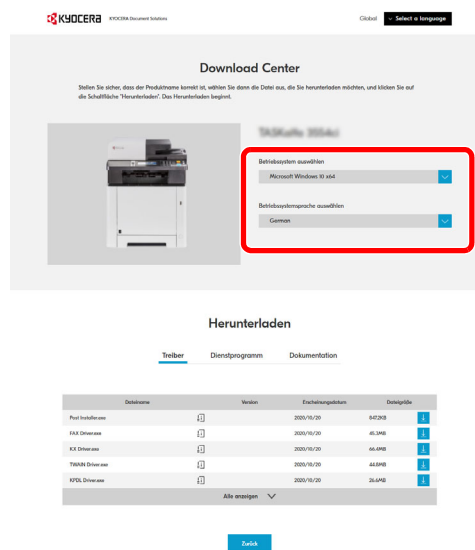 KYOCERA KYOCERA Document Solutions Global Select a language
Download Center
Stellen Sie sicher, dass der Produktname korrekt ist, wählen Sie dann die Datei aus, die Sie herunterladen möchten, und klicken Sie auf
die Schaltfläche 'Herunterladen'. Das Herunterladen beginnt.
Betriebssystem auswählen
Microsoft Windows 10 x64
Betriebssystemsprache auswählen
German
Herunterladen
Treiber Dienstprogramm Dokumentation
Dateiname Version Erscheinungsdatum Dateigröße
Post Installer.exe 2020/10/20 847.2KB
FAX Driver.exe 2020/10/20 45.3MB
KX Driver.exe 2020/10/20 66.4MB
TWAIN Driver.exe 2020/10/20 44.8MB
KPDL Driver.exe 2020/10/20 26.6MB
Alle anzeigen
Zurück